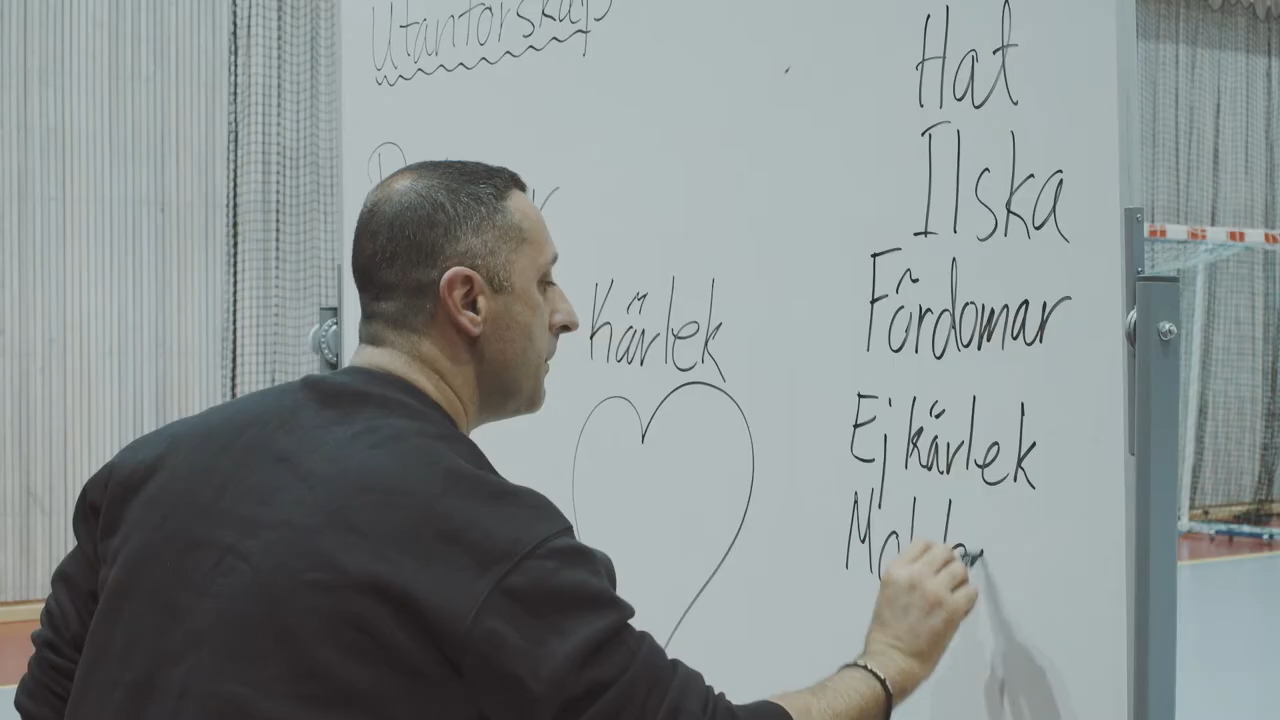 Utanförskap
Kärlek
Hat
Ilska
Fördomar
Ej kärlek